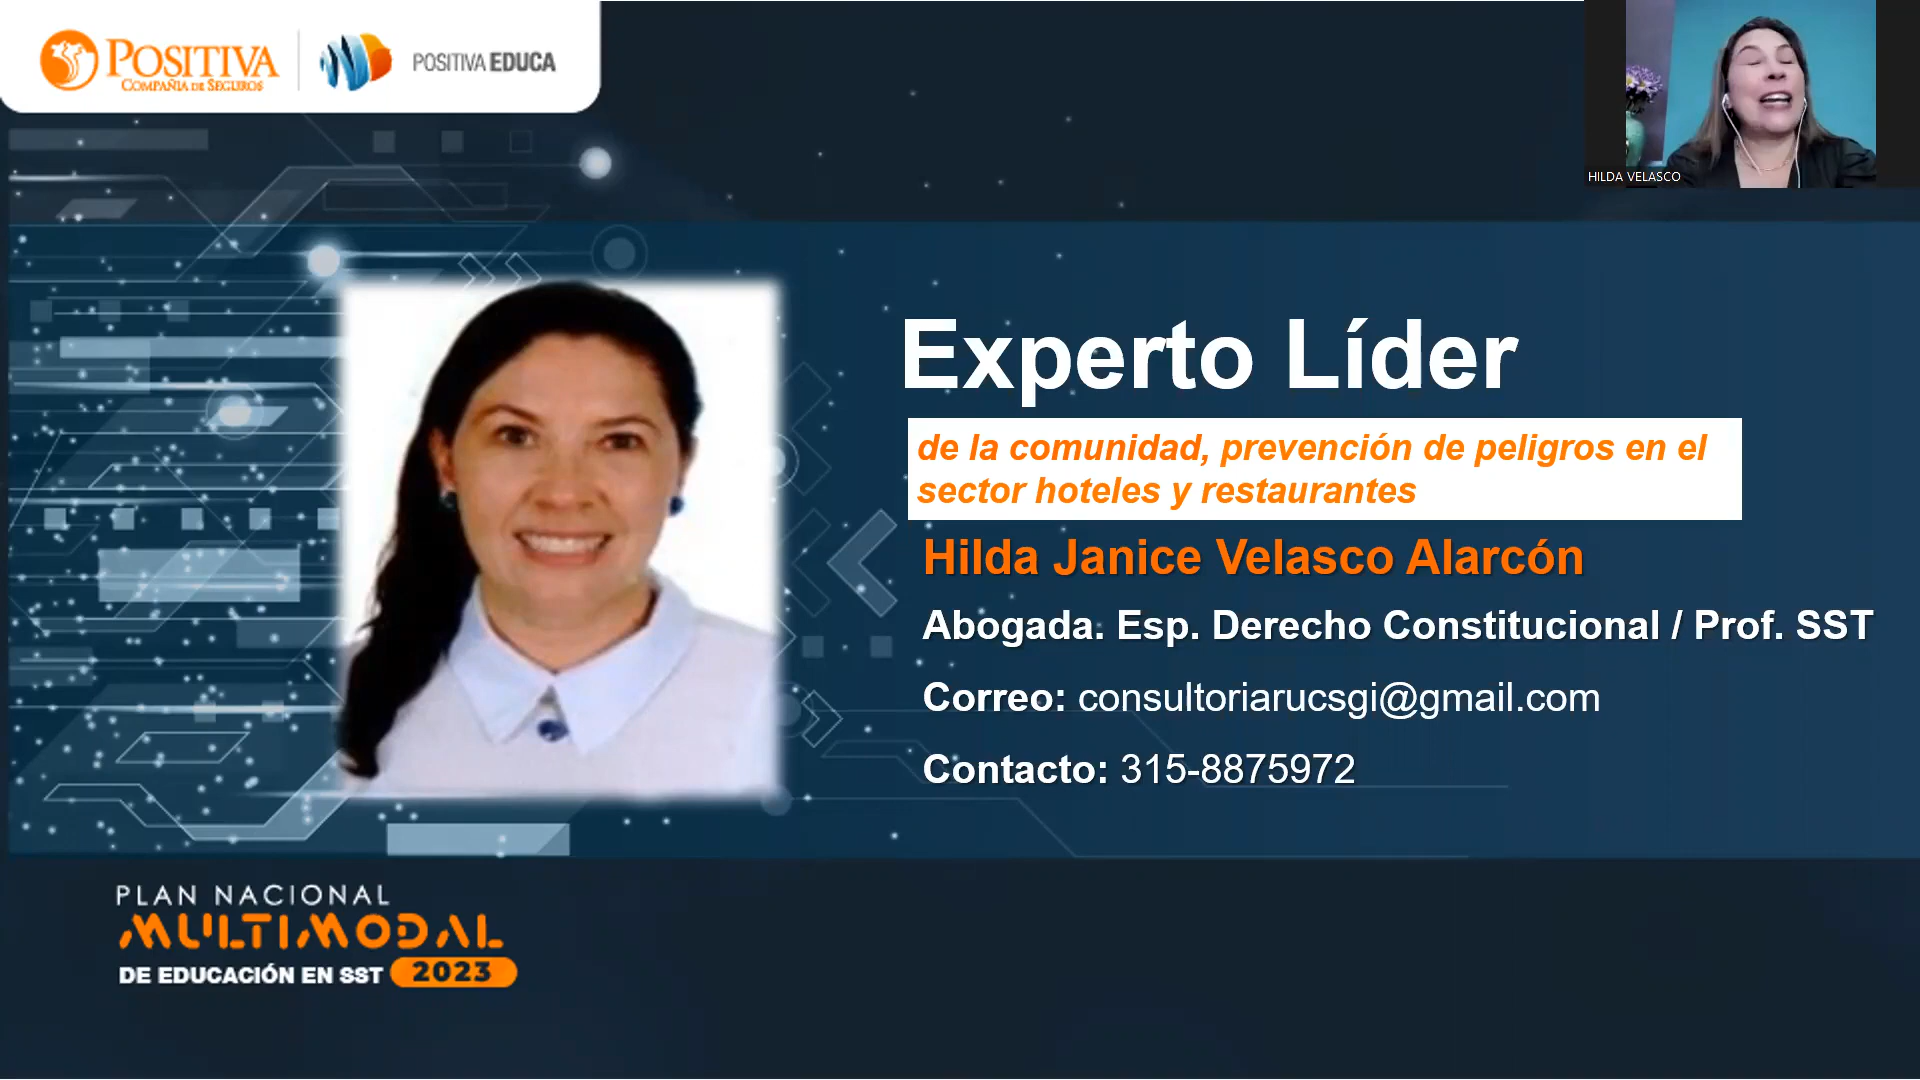 POSITIVA
COMPAÑIA DE SEGUROS
POSITIVA EDUCA
HILDA VELASCO
Experto Líder
de la comunidad, prevención de peligros en el
sector hoteles y restaurantes
Hilda Janice Velasco Alarcón
Abogada. Esp. Derecho Constitucional / Prof. SST
Correo: consultoriarucsgi@gmail.com
Contacto: 315-8875972
PLAN NACIONAL
MULTIMODAL
DE EDUCACIÓN EN SST 2023